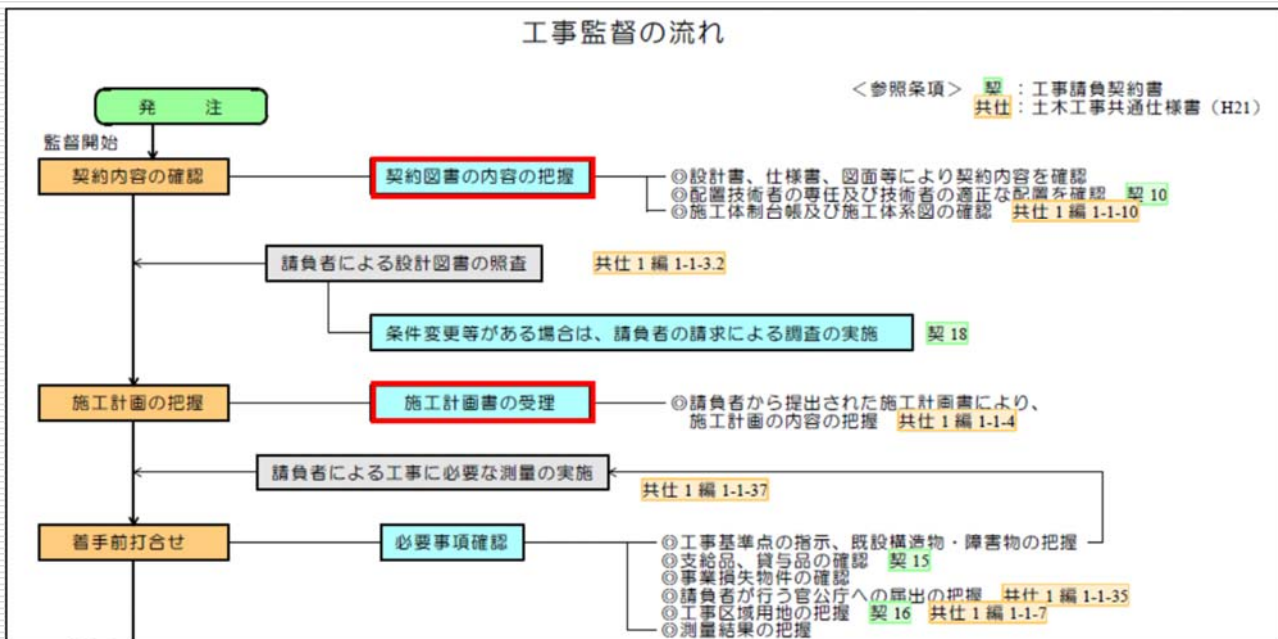 工事監督の流れ
＜参照条項＞ 契：工事請負契約書
共仕：土木工事共通仕様書（H21）
発 注
監督開始
契約内容の確認
契約図書の内容の把握
◎設計書、仕様書、図面等により契約内容を確認
◎配置技術者の専任及び技術者の適正な配置を確認 契 10
◎施工体制台帳及び施工体系図の確認 共仕 1 編 1-1-10
請負者による設計図書の照査 共仕 1 編 1-1-3.2
条件変更等がある場合は、請負者の請求による調査の実施 契 18
施工計画の把握
施工計画書の受理
◎請負者から提出された施工計画書により、
施工計画の内容の把握 共仕 1 編 1-1-4
請負者による工事に必要な測量の実施
共仕 1 編 1-1-37
着手前打合せ
必要事項確認
◎工事基準点の指示、既設構造物・障害物の把握
◎支給品、貸与品の確認 契 15
◎事業損失物件の確認
◎請負者が行う官公庁への届出の把握 共仕 1 編 1-1-35
◎工事区域用地の把握 契 16 共仕 1 編 1-1-7
◎測量結果の把握